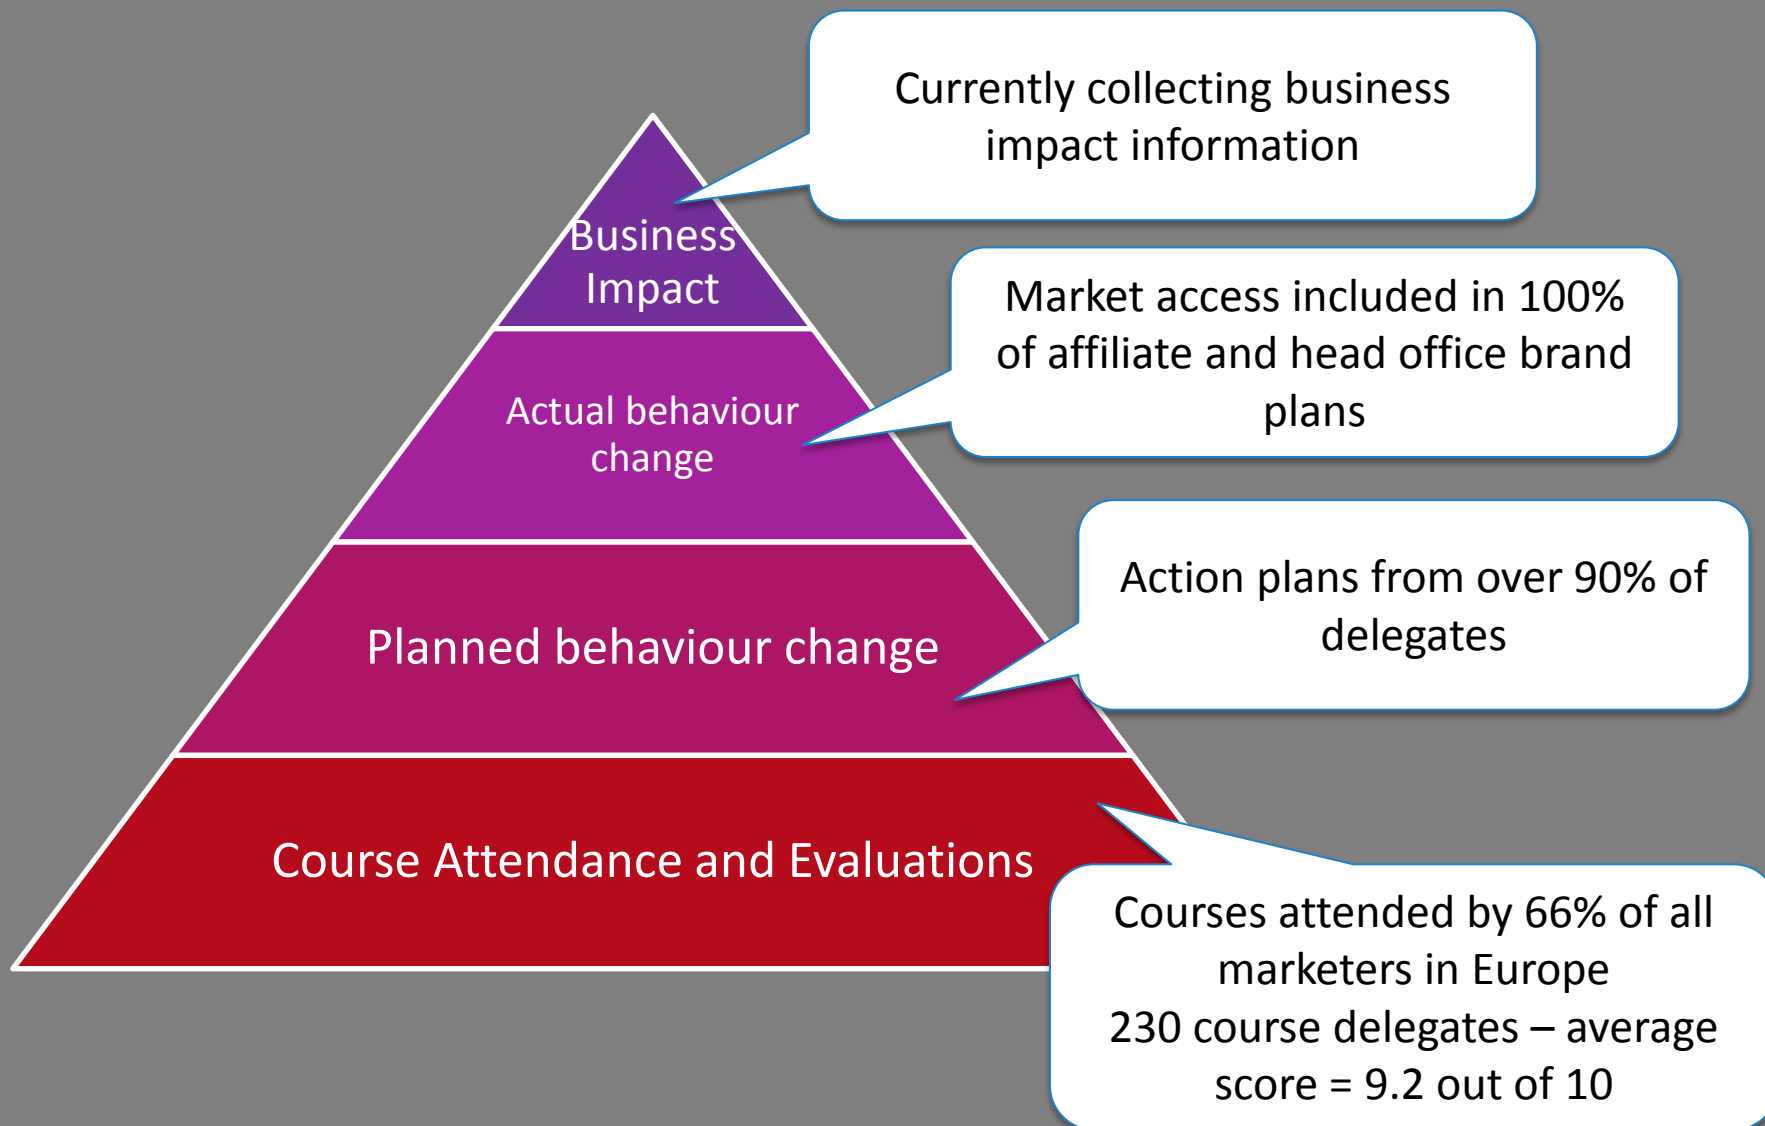 Currently collecting business
impact information
Business
Impact
Market access included in 100%
of affiliate and head office brand
plans
Actual behaviour
change
Action plans from over 90% of
delegates
Planned behaviour change
Course Attendance and Evaluations
Courses attended by 66% of all
marketers in Europe
230 course delegates – average
score = 9.2 out of 10